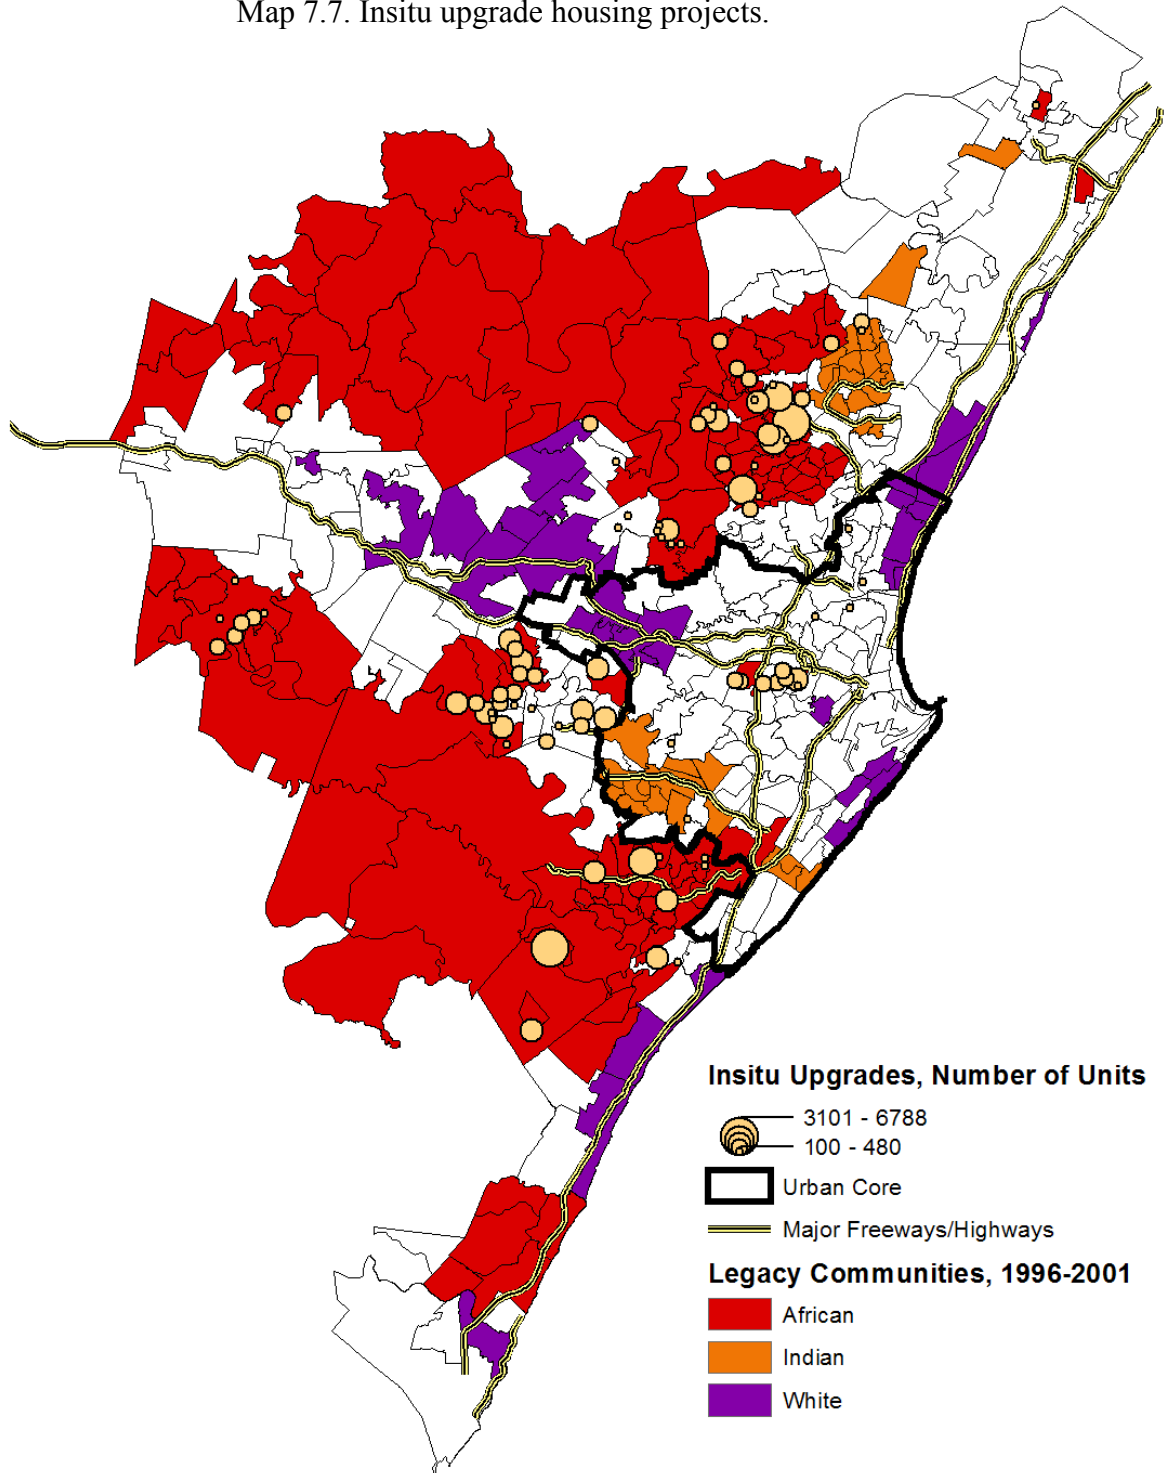 Map 7.7. Insitu upgrade housing projects.
Insitu Upgrades, Number of Units
3101 - 6788
100 - 480
Urban Core
Major Freeways/Highways
Legacy Communities, 1996-2001
African
Indian
White